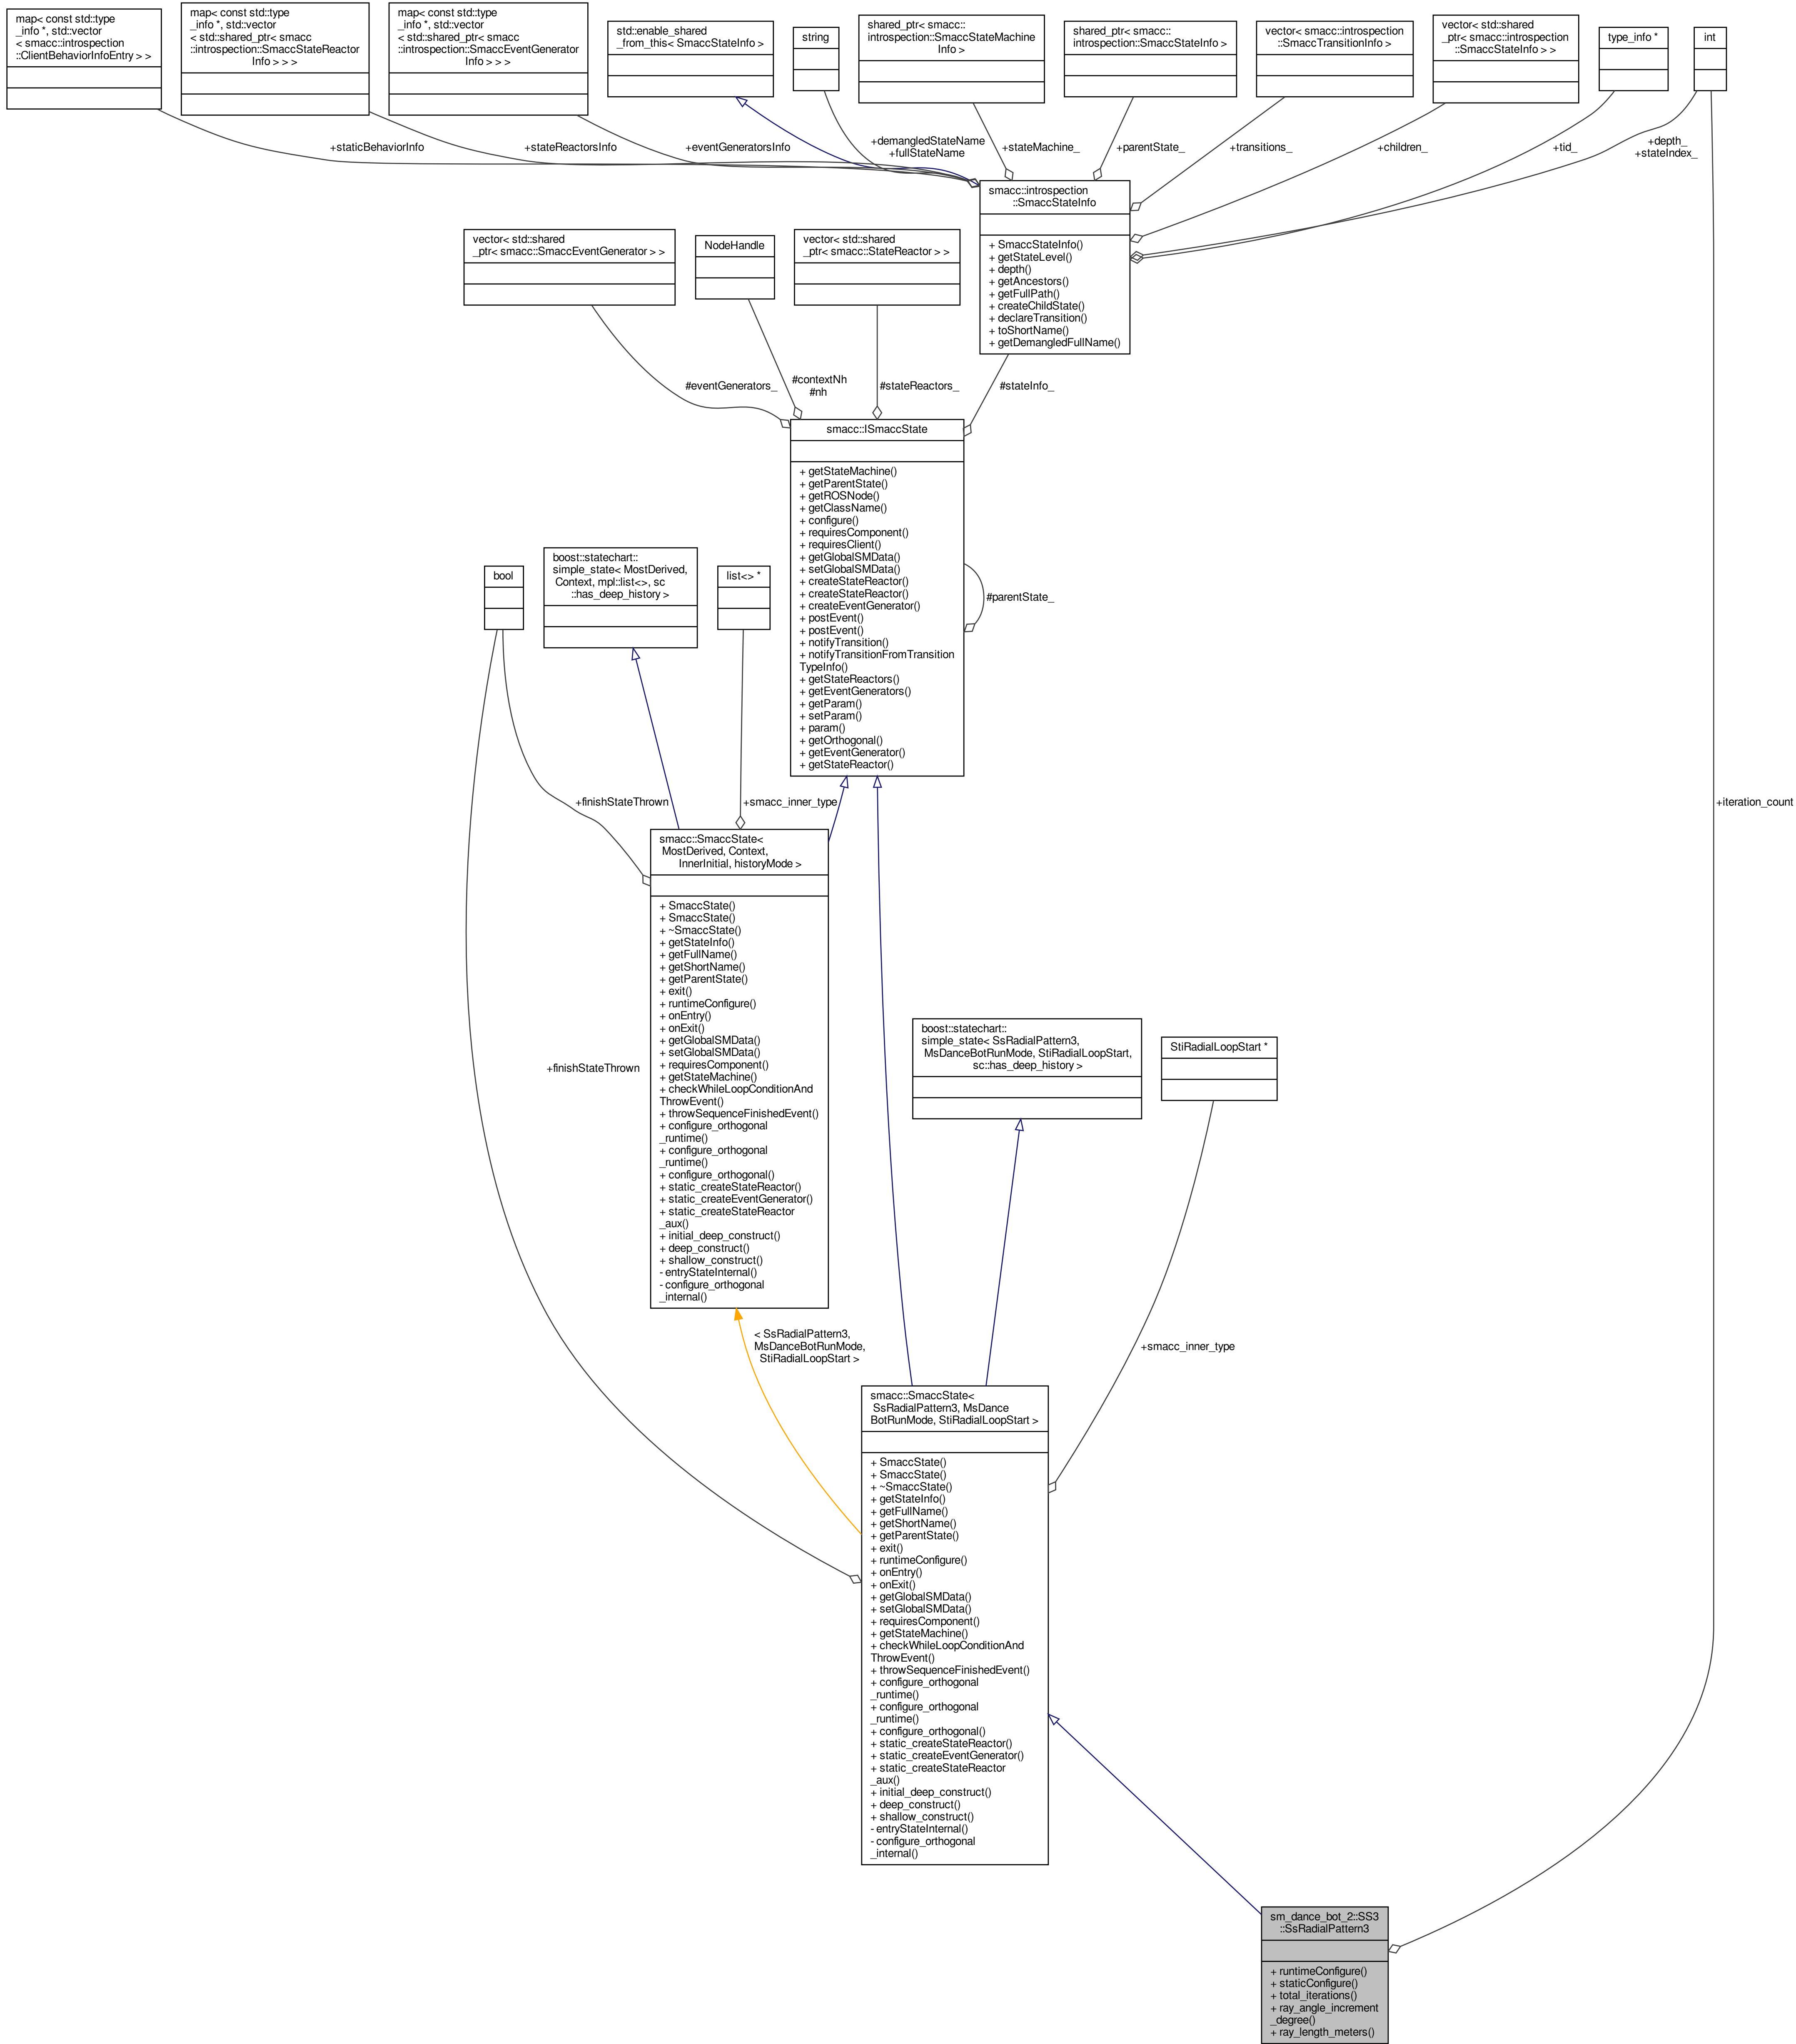 map< const std::type
_info *, std::vector
< smacc::introspection
::ClientBehaviorInfoEntry > >
map< const std::type
_info *, std::vector
< std::shared_ptr< smacc
::introspection::SmaccStateReactor
Info > > >
map< const std::type
_info *, std::vector
< std::shared_ptr< smacc
::introspection::SmaccEventGenerator
Info > > >
std::enable_shared
_from_this< SmaccStateInfo >
string
shared_ptr< smacc::
introspection::SmaccStateMachine
Info >
shared_ptr< smacc::
introspection::SmaccStateInfo >
vector< smacc::introspection
::SmaccTransitionInfo >
vector< std::shared
_ptr< smacc::introspection
::SmaccStateInfo > >
type_info *
int
+staticBehaviorInfo
+stateReactorsInfo
+eventGeneratorsInfo
+demangledStateName
+fullStateName
+stateMachine_
+parentState_
+transitions_
+children_
+tid_
+depth_
+stateIndex_
smacc::introspection
::SmaccStateInfo
+ SmaccStateInfo()
+ getStateLevel()
+ depth()
+ getAncestors()
+ getFullPath()
+ createChildState()
+ declareTransition()
+ toShortName()
+ getDemangledFullName()
vector< std::shared
_ptr< smacc::SmaccEventGenerator > >
NodeHandle
vector< std::shared
_ptr< smacc::StateReactor > >
#eventGenerators_
#contextNh
#nh
#stateReactors_
#stateInfo_
smacc::ISmaccState
+ getStateMachine()
+ getParentState()
+ getROSNode()
+ getClassName()
+ configure()
+ requiresComponent()
+ requiresClient()
+ getGlobalSMData()
+ setGlobalSMData()
+ createStateReactor()
+ createStateReactor()
+ createEventGenerator()
+ postEvent()
+ postEvent()
+ notifyTransition()
+ notifyTransitionFromTransition
TypeInfo()
+ getStateReactors()
+ getEventGenerators()
+ getParam()
+ setParam()
+ param()
+ getOrthogonal()
+ getEventGenerator()
+ getStateReactor()
#parentState_
bool
boost::statechart::
simple_state< MostDerived,
Context, mpl::list<>, sc
::has_deep_history >
list<> *
+finishStateThrown
+smacc_inner_type
+iteration_count
smacc::SmaccState<
MostDerived, Context,
InnerInitial, historyMode >
+ SmaccState()
+ SmaccState()
+ ~SmaccState()
+ getStateInfo()
+ getFullName()
+ getShortName()
+ getParentState()
+ exit()
+ runtimeConfigure()
+ onEntry()
+ onExit()
+ getGlobalSMData()
+ setGlobalSMData()
+ requiresComponent()
+ getStateMachine()
+ checkWhileLoopConditionAnd
ThrowEvent()
+ throwSequenceFinishedEvent()
+ configure_orthogonal
_runtime()
+ configure_orthogonal
_runtime()
+ configure_orthogonal()
+ static_createStateReactor()
+ static_createEventGenerator()
+ static_createStateReactor
_aux()
+ initial_deep_construct()
+ deep_construct()
+ shallow_construct()
- entryStateInternal()
- configure_orthogonal
_internal()
+finishStateThrown
boost::statechart::
simple_state< SsRadialPattern3,
MsDanceBotRunMode, StiRadialLoopStart,
sc::has_deep_history >
StiRadialLoopStart *
< SsRadialPattern3,
MsDanceBotRunMode,
StiRadialLoopStart >
+smacc_inner_type
smacc::SmaccState<
SsRadialPattern3, MsDance
BotRunMode, StiRadialLoopStart >
+ SmaccState()
+ SmaccState()
+ ~SmaccState()
+ getStateInfo()
+ getFullName()
+ getShortName()
+ getParentState()
+ exit()
+ runtimeConfigure()
+ onEntry()
+ onExit()
+ getGlobalSMData()
+ setGlobalSMData()
+ requiresComponent()
+ getStateMachine()
+ checkWhileLoopConditionAnd
ThrowEvent()
+ throwSequenceFinishedEvent()
+ configure_orthogonal
_runtime()
+ configure_orthogonal
_runtime()
+ configure_orthogonal()
+ static_createStateReactor()
+ static_createEventGenerator()
+ static_createStateReactor
_aux()
+ initial_deep_construct()
+ deep_construct()
+ shallow_construct()
- entryStateInternal()
- configure_orthogonal
_internal()
sm_dance_bot_2::SS3
::SsRadialPattern3
+ runtimeConfigure()
+ staticConfigure()
+ total_iterations()
+ ray_angle_increment
_degree()
+ ray_length_meters()